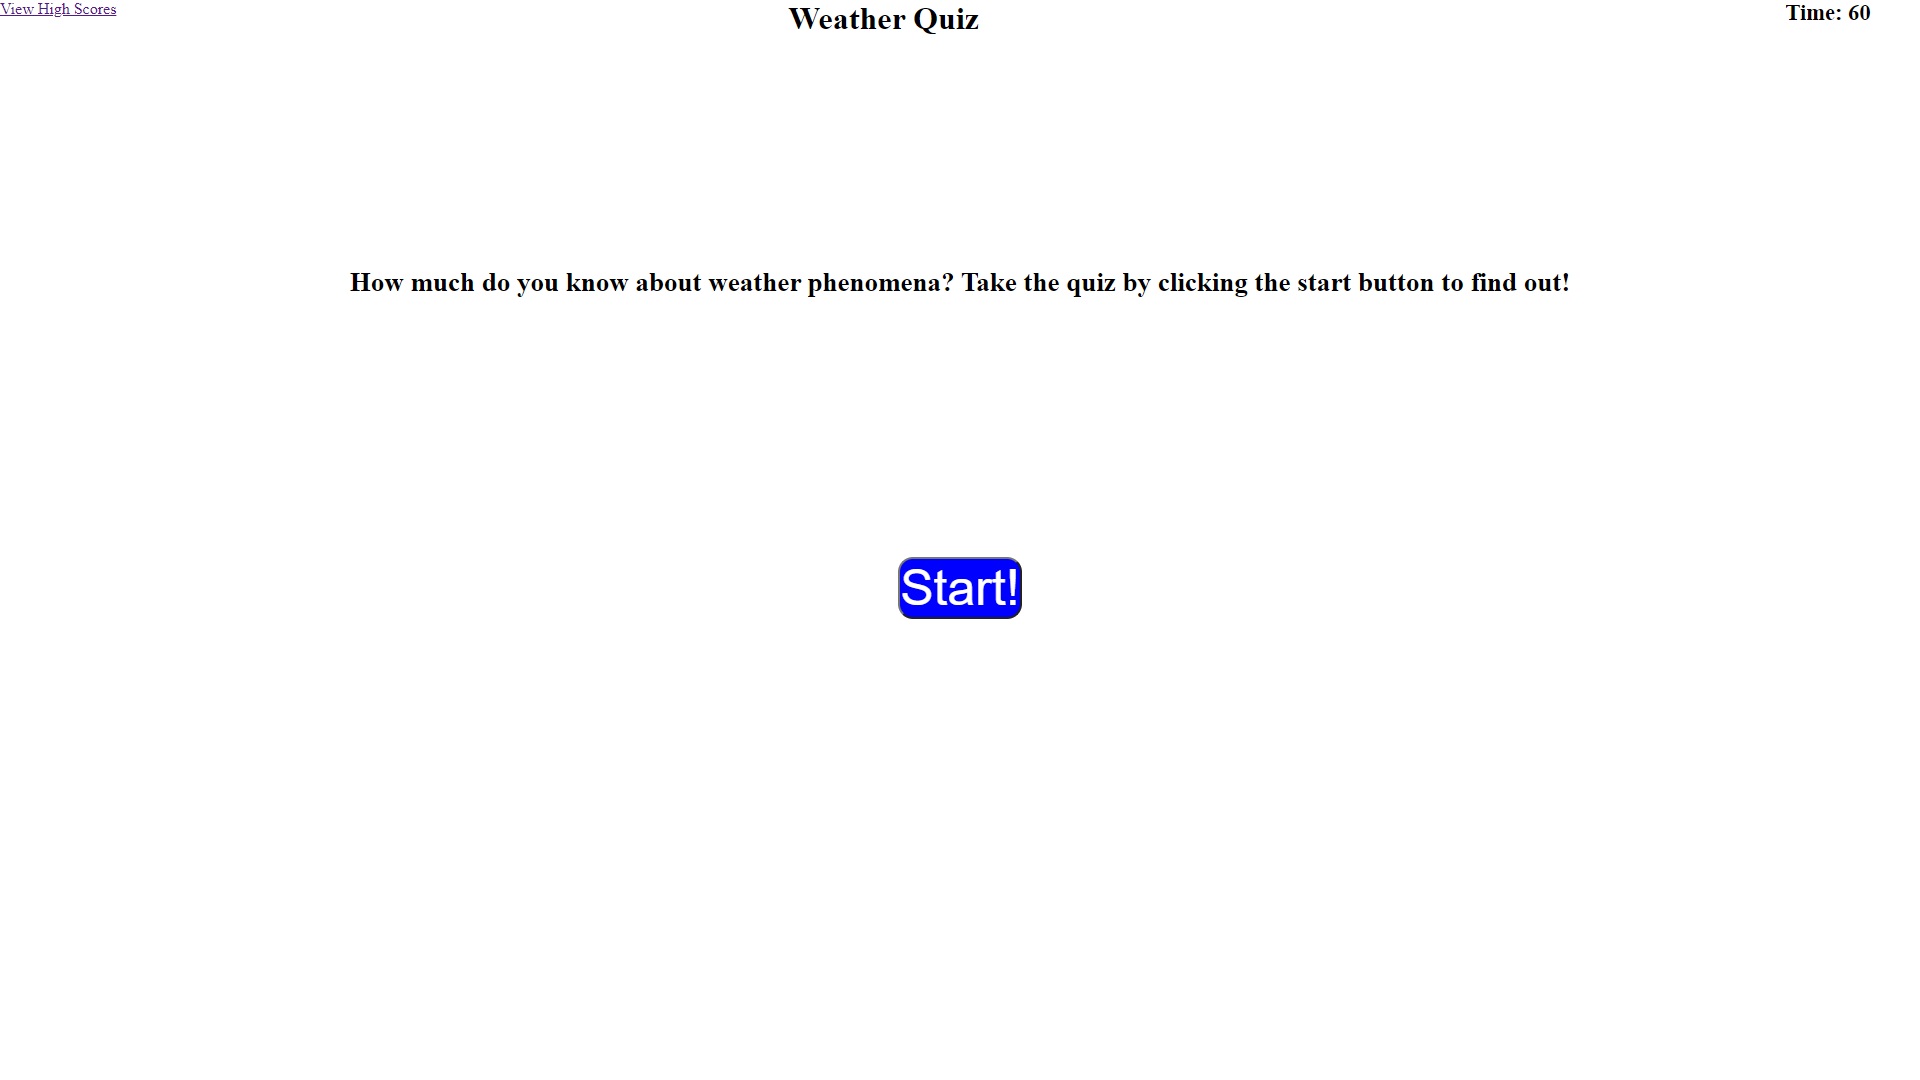 View High Scores
Weather Quiz
Time: 60
How much do you know about weather phenomena? Take the quiz by clicking the start button to find out!
Start!